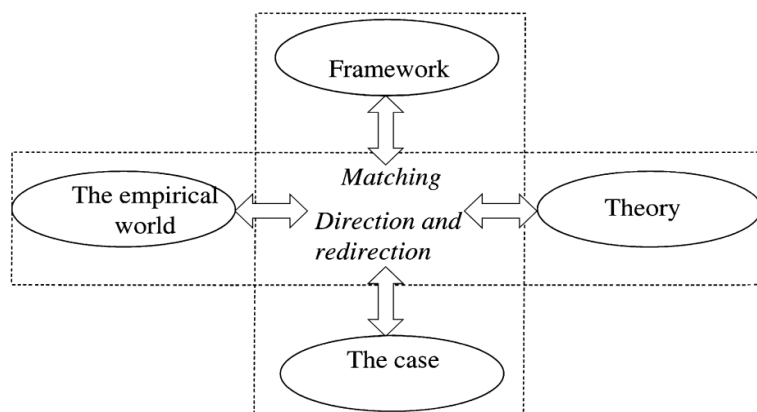 Framework
Matching
The empirical
world
Direction and
redirection
Theory
The case